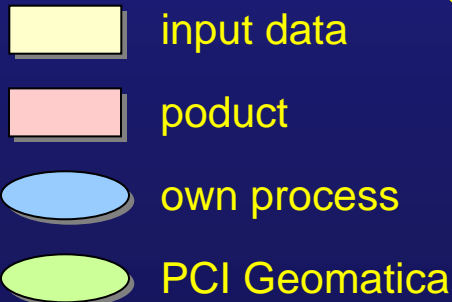 input data
poduct
own process
PCI Geomatica